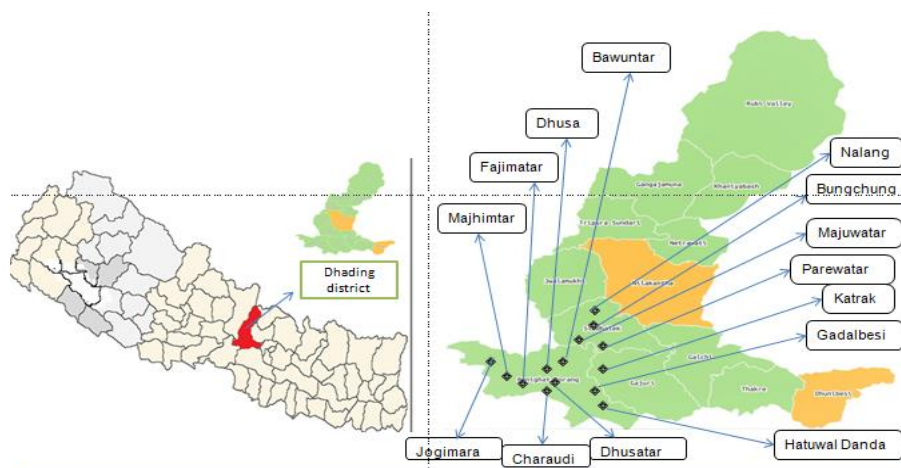 Dhading
district
Bawuntar
Dhusa
Fajimatar
Majhimtar
Nalang
Bungchung
Majuwatar
Parewatar
Katrak
Gadalbesi
Hatuwal Danda
Dhusatar
Charaudi
Jogimara
Rubi Valley
Gangajamuna
Khaniyabash
Tripura Sundari
Netrawati
Nilakantha
Jwalamukhi
Galchi
Gajuri
Thakre
Dhunibesi